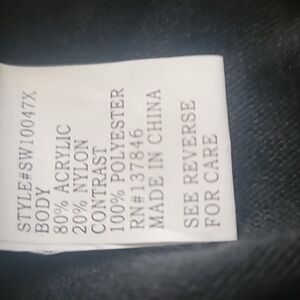 STYLE#SW10047X
BODY
80% ACRYLIC
20% NYLON
CONTRAST
100% POLYESTER
RN#137846
MADE IN CHINA
SEE REVERSE
FOR CARE